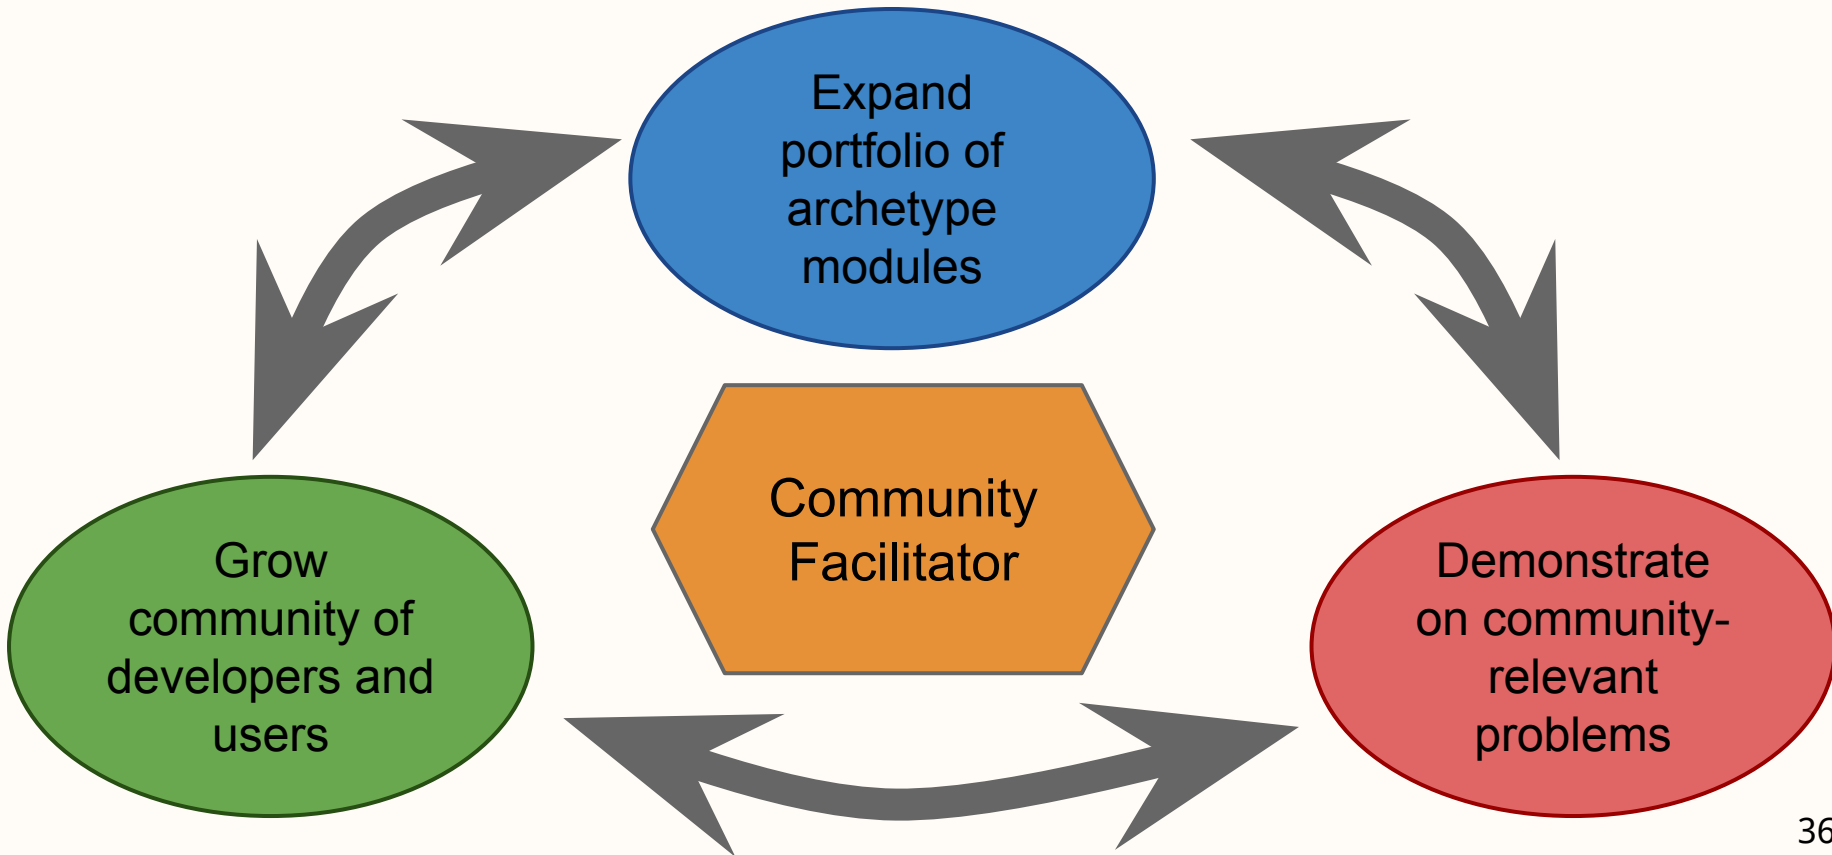 Expand
portfolio of
archetype
modules
Community
Facilitator
Grow
community of
developers and
users
Demonstrate
on community-
relevant
problems
36